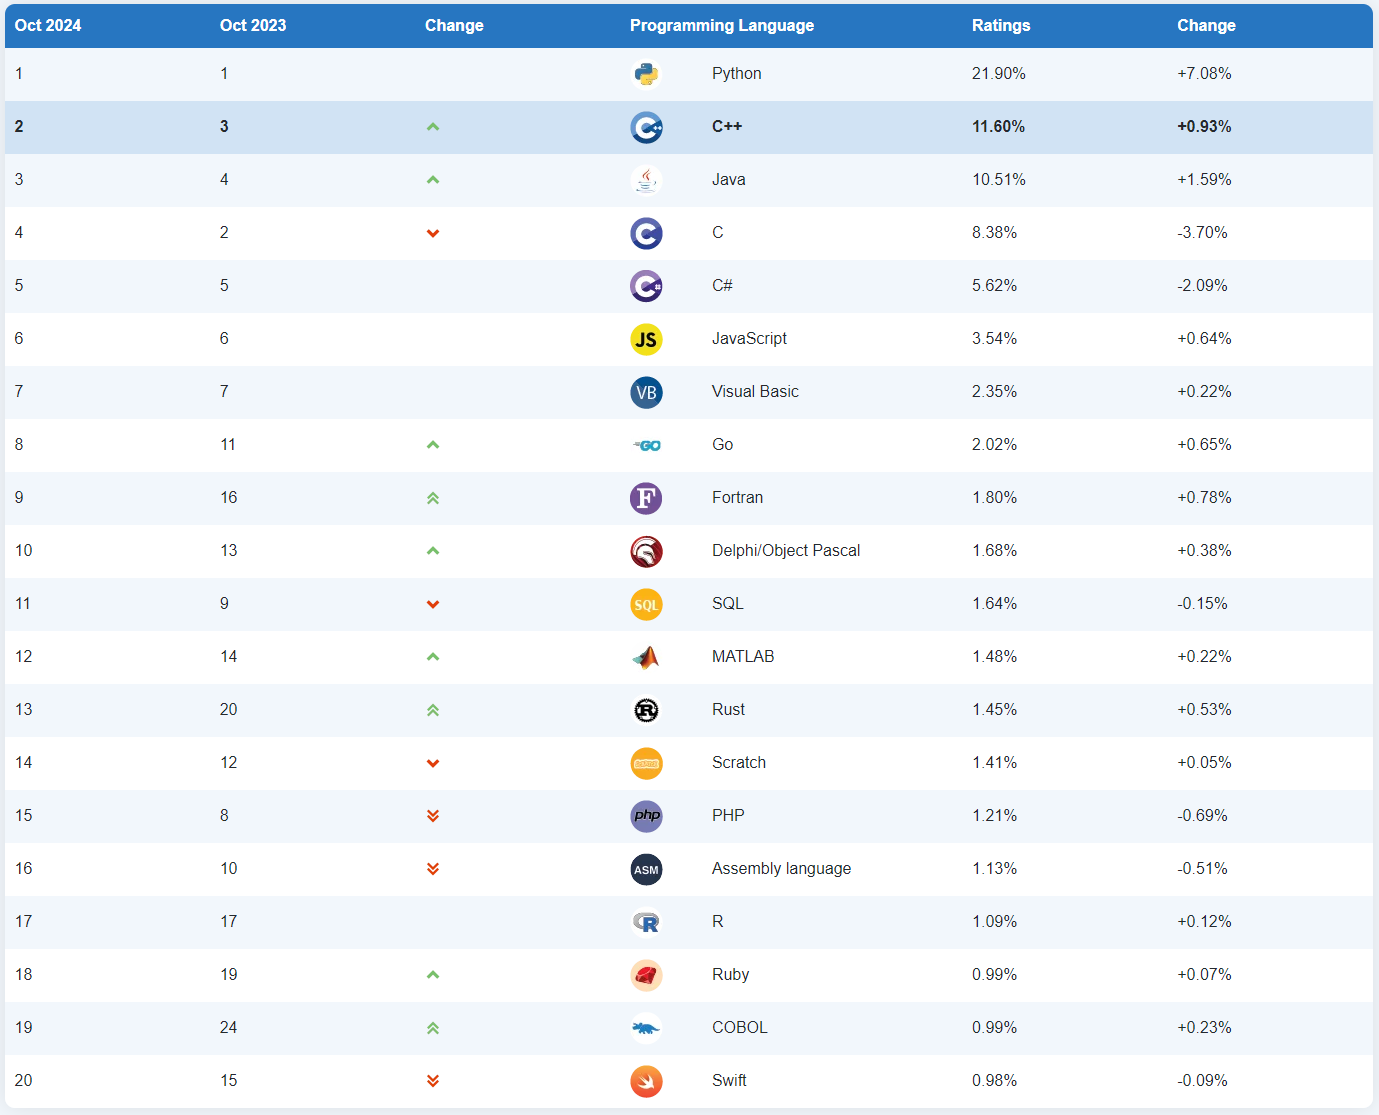 Oct 2024 Oct 2023 Change Programming Language Ratings Change
1 1 Python 21.90% +7.08%
2 3 C++ 11.60% +0.93%
3 4 Java 10.51% +1.59%
4 2 C 8.38% -3.70%
5 5 C# 5.62% -2.09%
6 6 JS JavaScript 3.54% +0.64%
7 7 VB Visual Basic 2.35% +0.22%
8 11 GO Go 2.02% +0.65%
9 16 F Fortran 1.80% +0.78%
10 13 Delphi/Object Pascal 1.68% +0.38%
11 9 SQL SQL 1.64% -0.15%
12 14 MATLAB 1.48% +0.22%
13 20 R Rust 1.45% +0.53%
14 12 Scratch 1.41% +0.05%
15 8 php PHP 1.21% -0.69%
16 10 ASM Assembly language 1.13% -0.51%
17 17 R R 1.09% +0.12%
18 19 Ruby 0.99% +0.07%
19 24 COBOL 0.99% +0.23%
20 15 Swift 0.98% -0.09%